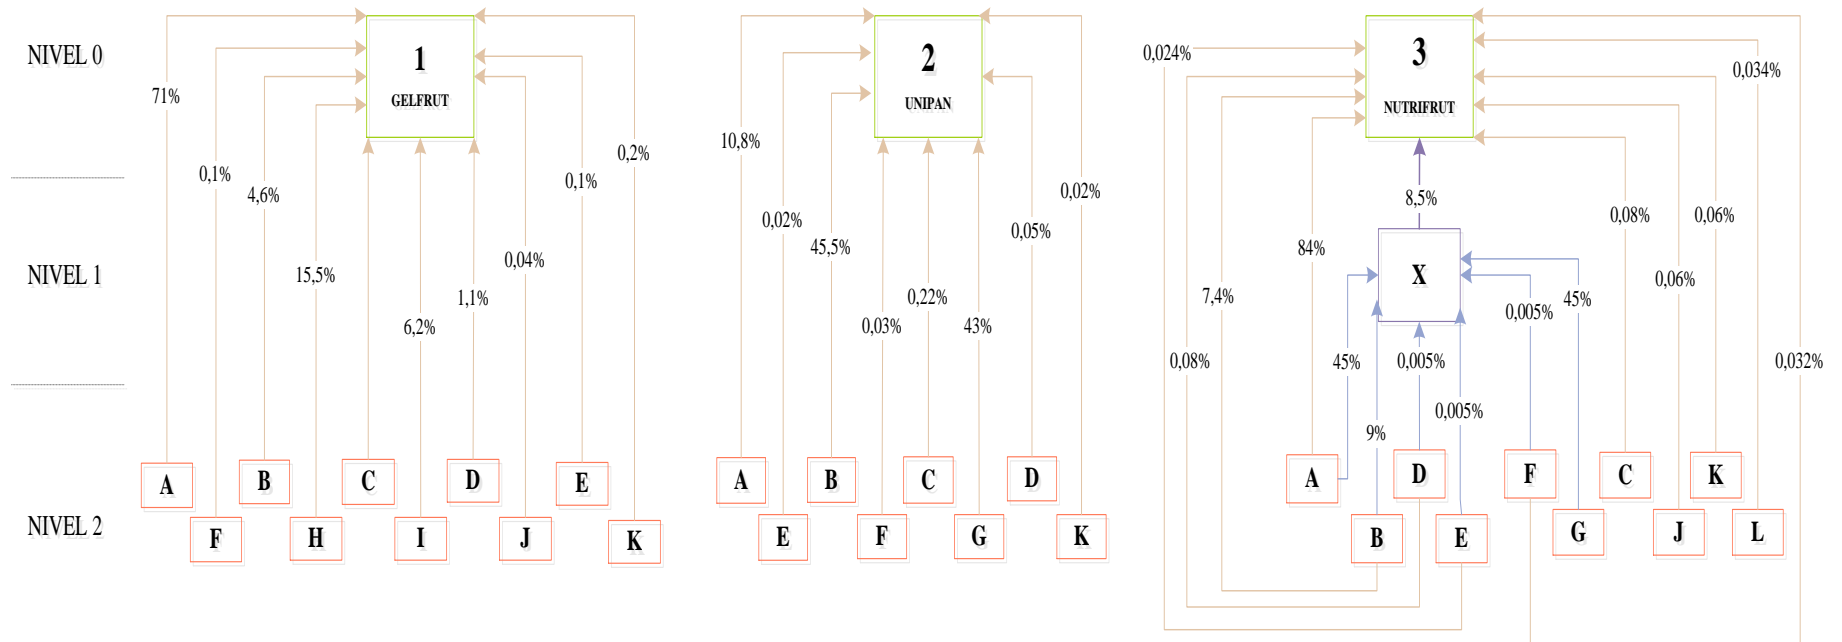 NIVEL 0
NIVEL 1
NIVEL 2
1
GELFRUT
71%
0,1%
4,6%
15,5%
6,2%
1,1%
0,04%
0,1%
0,2%
A
B
C
D
E
F
H
I
J
K
2
UNIPAN
10,8%
0,02%
45,5%
0,03%
0,22%
43%
0,05%
0,02%
A
B
C
D
E
F
G
K
3
NUTRIFRUT
0,024%
0,034%
8,5%
0,08%
0,06%
84%
X
7,4%
45%
0,06%
0,005%
0,08%
45%
0,005%
0,032%
0,005%
9%
A
D
F
C
K
B
E
G
J
L